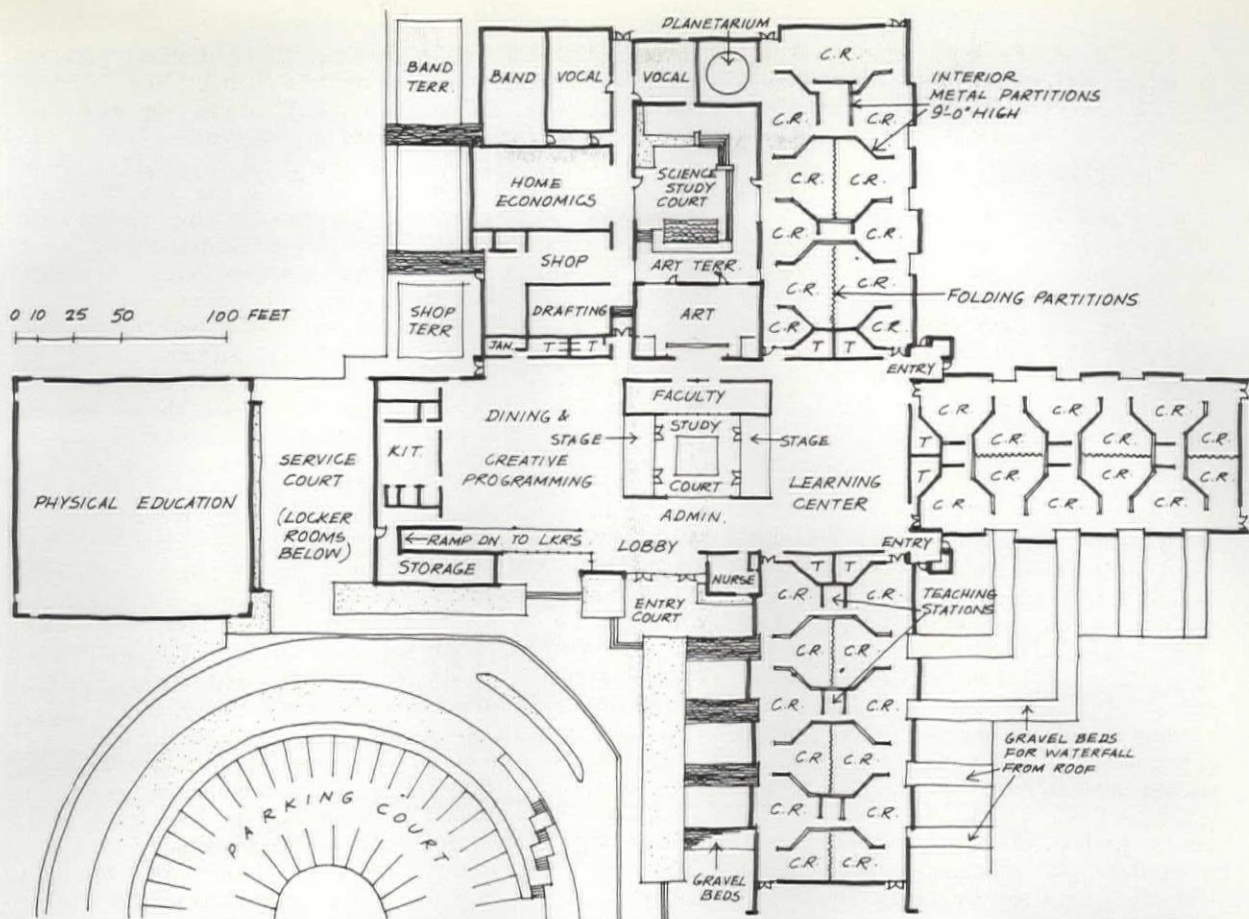 PLANETARIUM
BAND
TERR.
BAND
VOCAL
VOCAL
C.R.
INTERIOR
METAL PARTITIONS
9'-0" HIGH
C.R.
C.R.
HOME
ECONOMICS
SCIENCE
STUDY
COURT
C.R.
C.R.
C.R.
C.R.
SHOP
ART TERR.
C.R.
C.R.
FOLDING PARTITIONS
0 10 25 50 100 FEET
SHOP
TERR
DRAFTING
ART
C.R.
C.R.
JAN.
T
T
T
T
ENTRY
FACULTY
DINING &
CREATIVE
PROGRAMMING
STAGE
STUDY
COURT
STAGE
C.R.
C.R.
C.R.
T
C.R.
C.R.
C.R.
KIT.
SERVICE
COURT
(LOCKER
ROOMS
BELOW)
PHYSICAL EDUCATION
LEARNING
CENTER
T
C.R.
C.R.
C.R.
C.R.
C.R.
C.R.
ADMIN.
RAMP DN. TO LKRS
LOBBY
ENTRY
STORAGE
NURSE
T
T
ENTRY
COURT
C.R.
C.R.
TEACHING
STATIONS
C.R.
C.R.
C.R.
C.R.
GRAVEL BEDS
FOR WATERFALL
FROM ROOF
C.R
C.R.
PARKING COURT
C.R.
C.R.
C.R.
C.R.
GRAVEL
BEDS